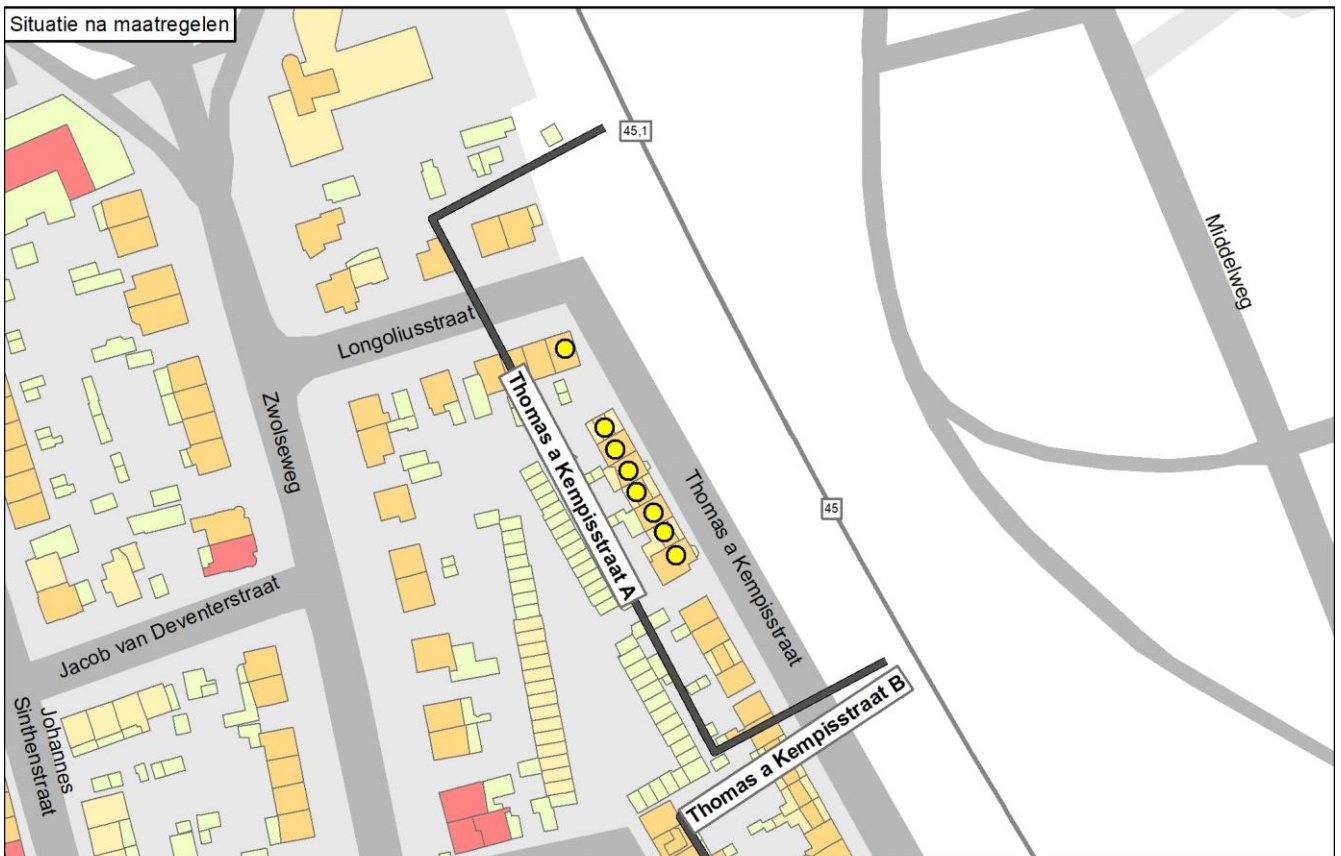 Situatie na maatregelen
45,1
Middelweg
Longoliusstraat
Zwolseweg
Thomas a Kempisstraat A
Thomas a Kempisstraat
45
Jacob van Deventerstraat
Johannes
Sinthenstraat
Thomas a Kempisstraat B